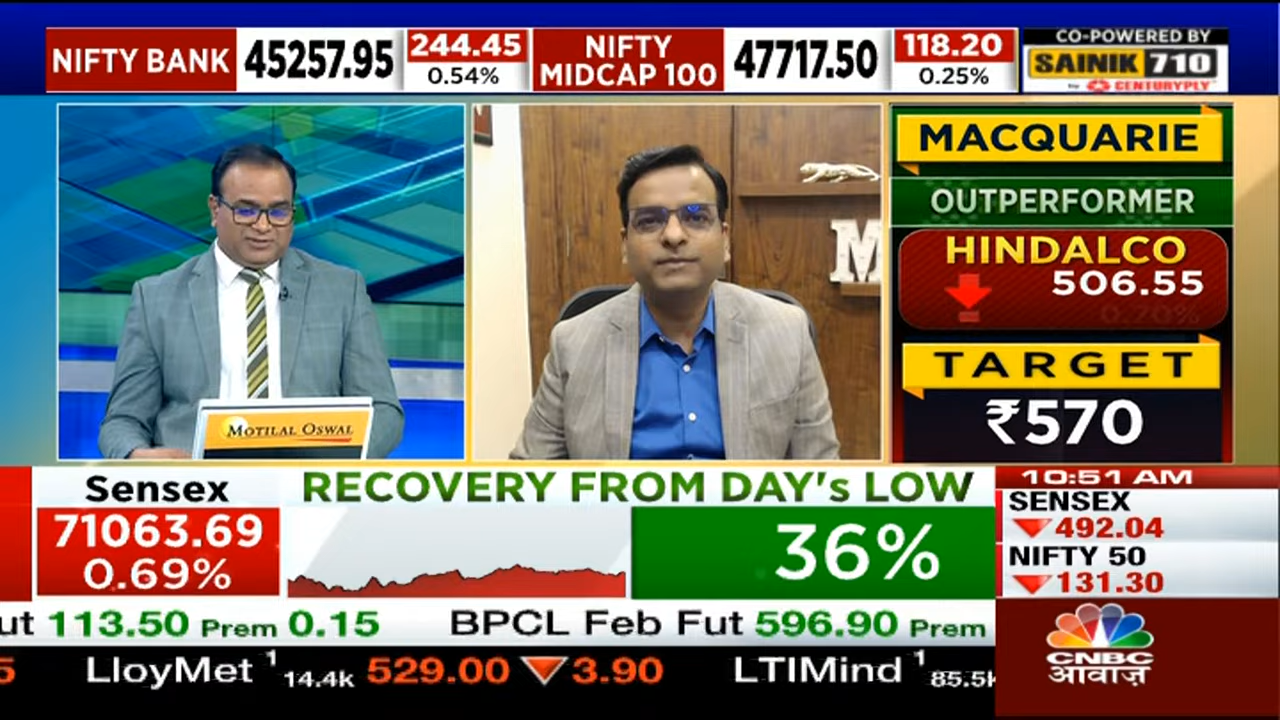 NIFTY BANK
45257.95
244.45
0.54%
NIFTY
MIDCAP 100
47717.50
118.20
0.25%
CO-POWERED BY
SAINIK 710
by CENTURYPLY
MACQUARIE
OUTPERFORMER
HINDALCO
506.55
0.70%
TARGET
₹570
M
MOTILAL OSWAL
Sensex
71063.69
0.69%
RECOVERY FROM DAY's LOW
36%
10:51 AM
SENSEX
492.04
NIFTY 50
131.30
ut 113.50 Prem 0.15 BPCL Feb Fut 596.90 Prem
5 LloyMet 1 14.4k 529.00 3.90 LTIMind 1 85.5k
CNBC
आवाज़